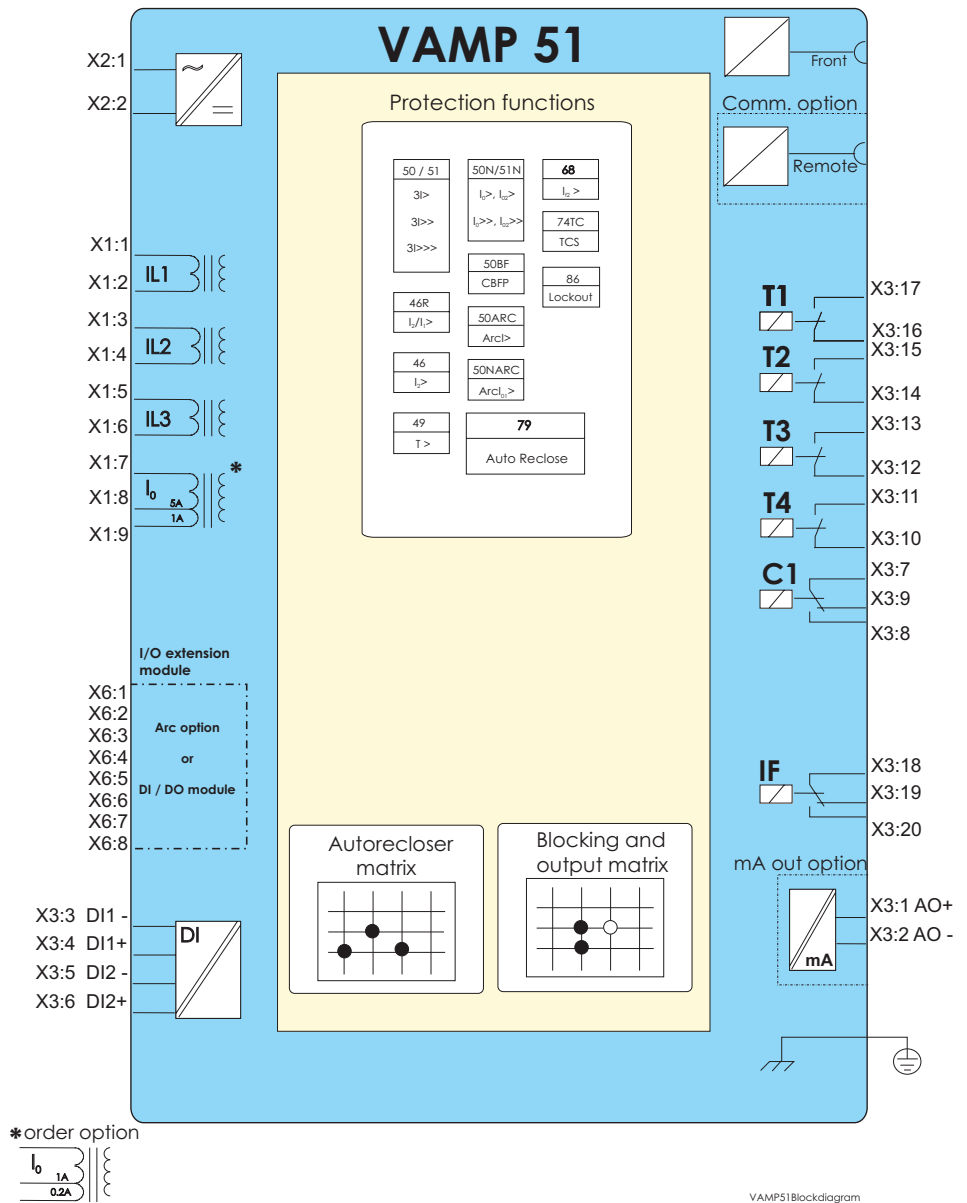 VAMP 51
X2:1
X2:2
Front
Comm. option
Remote
Protection functions
50 / 51
3I>
3I>>
3I>>>
50N/51N
I0>, I02>
I0>>, I02>>
68
If2 >
74TC
TCS
50BF
CBFP
86
Lockout
46R
I2/I1>
50ARC
ArcI>
46
I2>
50NARC
ArcI01>
49
T >
79
Auto Reclose
X1:1
X1:2
IL1
X1:3
X1:4
IL2
X1:5
X1:6
IL3
X1:7
X1:8
X1:9
I0
5A
1A
*
T1
X3:17
X3:16
T2
X3:15
X3:14
T3
X3:13
X3:12
T4
X3:11
X3:10
C1
X3:7
X3:9
X3:8
I/O extension
module
X6:1
X6:2
X6:3
X6:4
X6:5
X6:6
X6:7
X6:8
Arc option
or
DI / DO module
IF
X3:18
X3:19
X3:20
Autorecloser
matrix
Blocking and
output matrix
mA out option
mA
X3:1 AO+
X3:2 AO -
X3:3 DI1 -
X3:4 DI1+
X3:5 DI2 -
X3:6 DI2+
DI
*order option
I0
1A
0.2A
VAMP51Blockdiagram